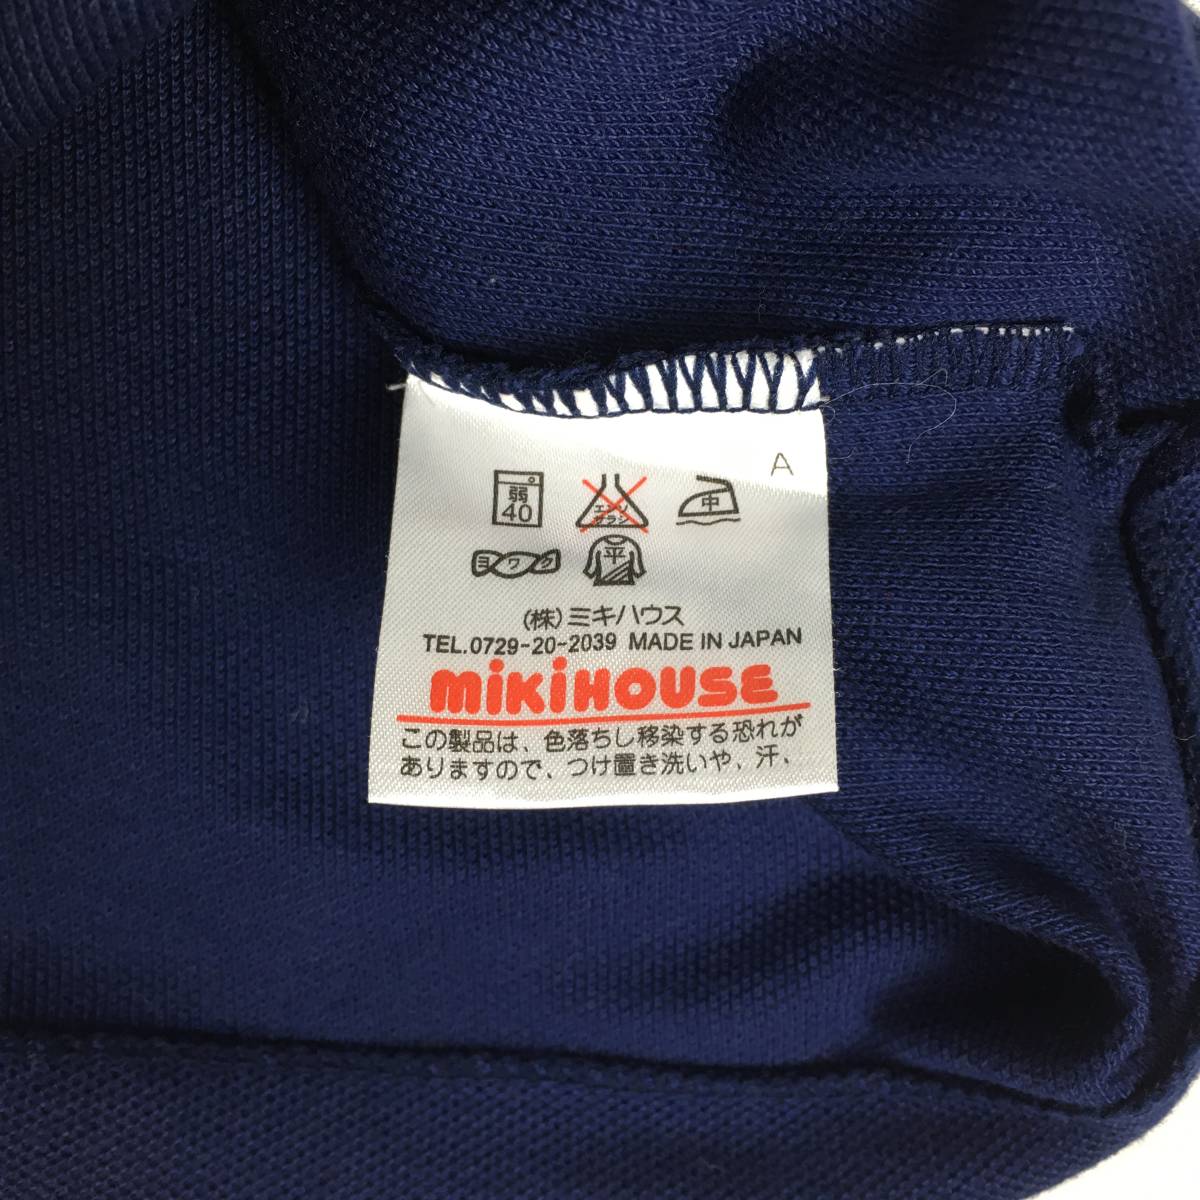 A
弱
40
エンソ
サラシ
中
ヨワク
平
(株)ミキハウス
TEL.0729-20-2039 MADE IN JAPAN
mikiHOUSE
この製品は、色落ちし移染する恐れが
ありますので、つけ置き洗いや、汗、